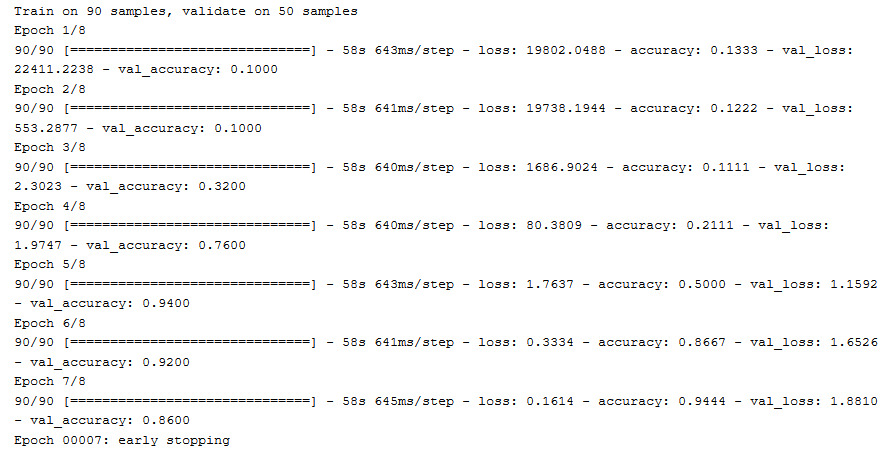 Train on 90 samples, validate on 50 samples
Epoch 1/8
90/90 [==============================] - 58s 643ms/step - loss: 19802.0488 - accuracy: 0.1333 - val_loss:
22411.2238 - val_accuracy: 0.1000
Epoch 2/8
90/90 [==============================] - 58s 641ms/step - loss: 19738.1944 - accuracy: 0.1222 - val_loss:
553.2877 - val_accuracy: 0.1000
Epoch 3/8
90/90 [==============================] - 58s 640ms/step - loss: 1686.9024 - accuracy: 0.1111 - val_loss:
2.3023 - val_accuracy: 0.3200
Epoch 4/8
90/90 [==============================] - 58s 640ms/step - loss: 80.3809 - accuracy: 0.2111 - val_loss:
1.9747 - val_accuracy: 0.7600
Epoch 5/8
90/90 [==============================] - 58s 643ms/step - loss: 1.7637 - accuracy: 0.5000 - val_loss: 1.1592
- val_accuracy: 0.9400
Epoch 6/8
90/90 [==============================] - 58s 641ms/step - loss: 0.3334 - accuracy: 0.8667 - val_loss: 1.6526
- val_accuracy: 0.9200
Epoch 7/8
90/90 [==============================] - 58s 645ms/step - loss: 0.1614 - accuracy: 0.9444 - val_loss: 1.8810
- val_accuracy: 0.8600
Epoch 00007: early stopping